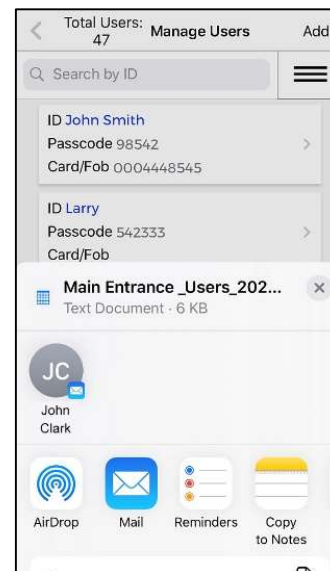 Total Users:
47
Manage Users
Add
Search by ID
ID John Smith
Passcode 98542
Card/Fob 0004448545
ID Larry
Passcode 542333
Card/Fob
Main Entrance _Users_202...
Text Document · 6 KB
JC
John
Clark
AirDrop
Mail
Reminders
Copy
to Notes